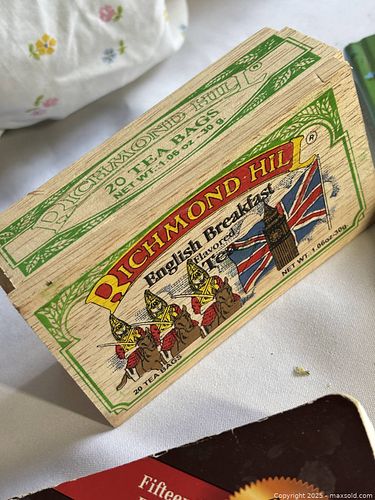 RICHMOND HILL
20 TEA BAGS
NET WT. 1.05 oz - 30 g
RICHMOND HILL ®
English Breakfast
Flavored
Tea
NET WT. 1.06oz-30g
20 TEA BAGS
Fifteen
Copyright 2025 - maxsold.com